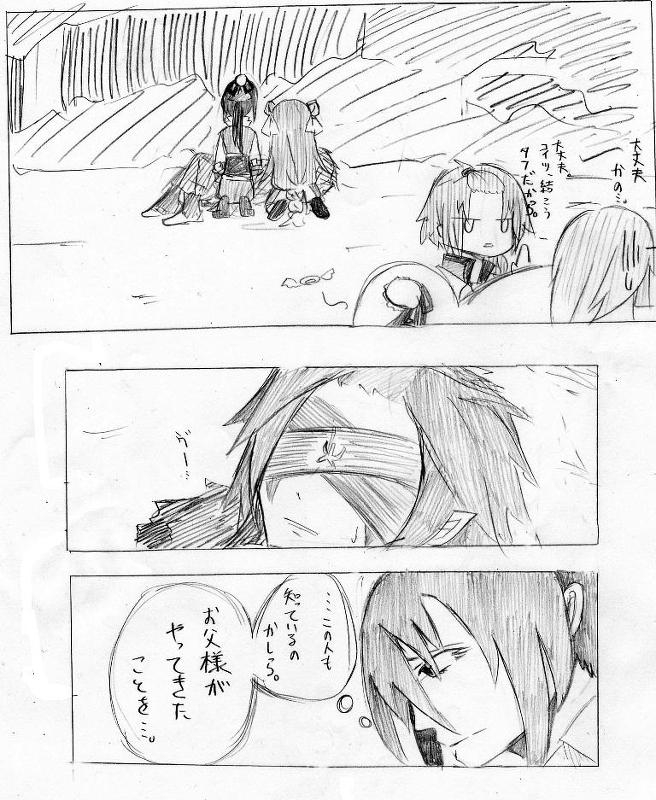 大丈夫
かの…。
大丈夫。
コイツ、結こう
タフだから。
ガー…
…この人も
知っているの
かしら。
お父様が
やってきた
ことを…。